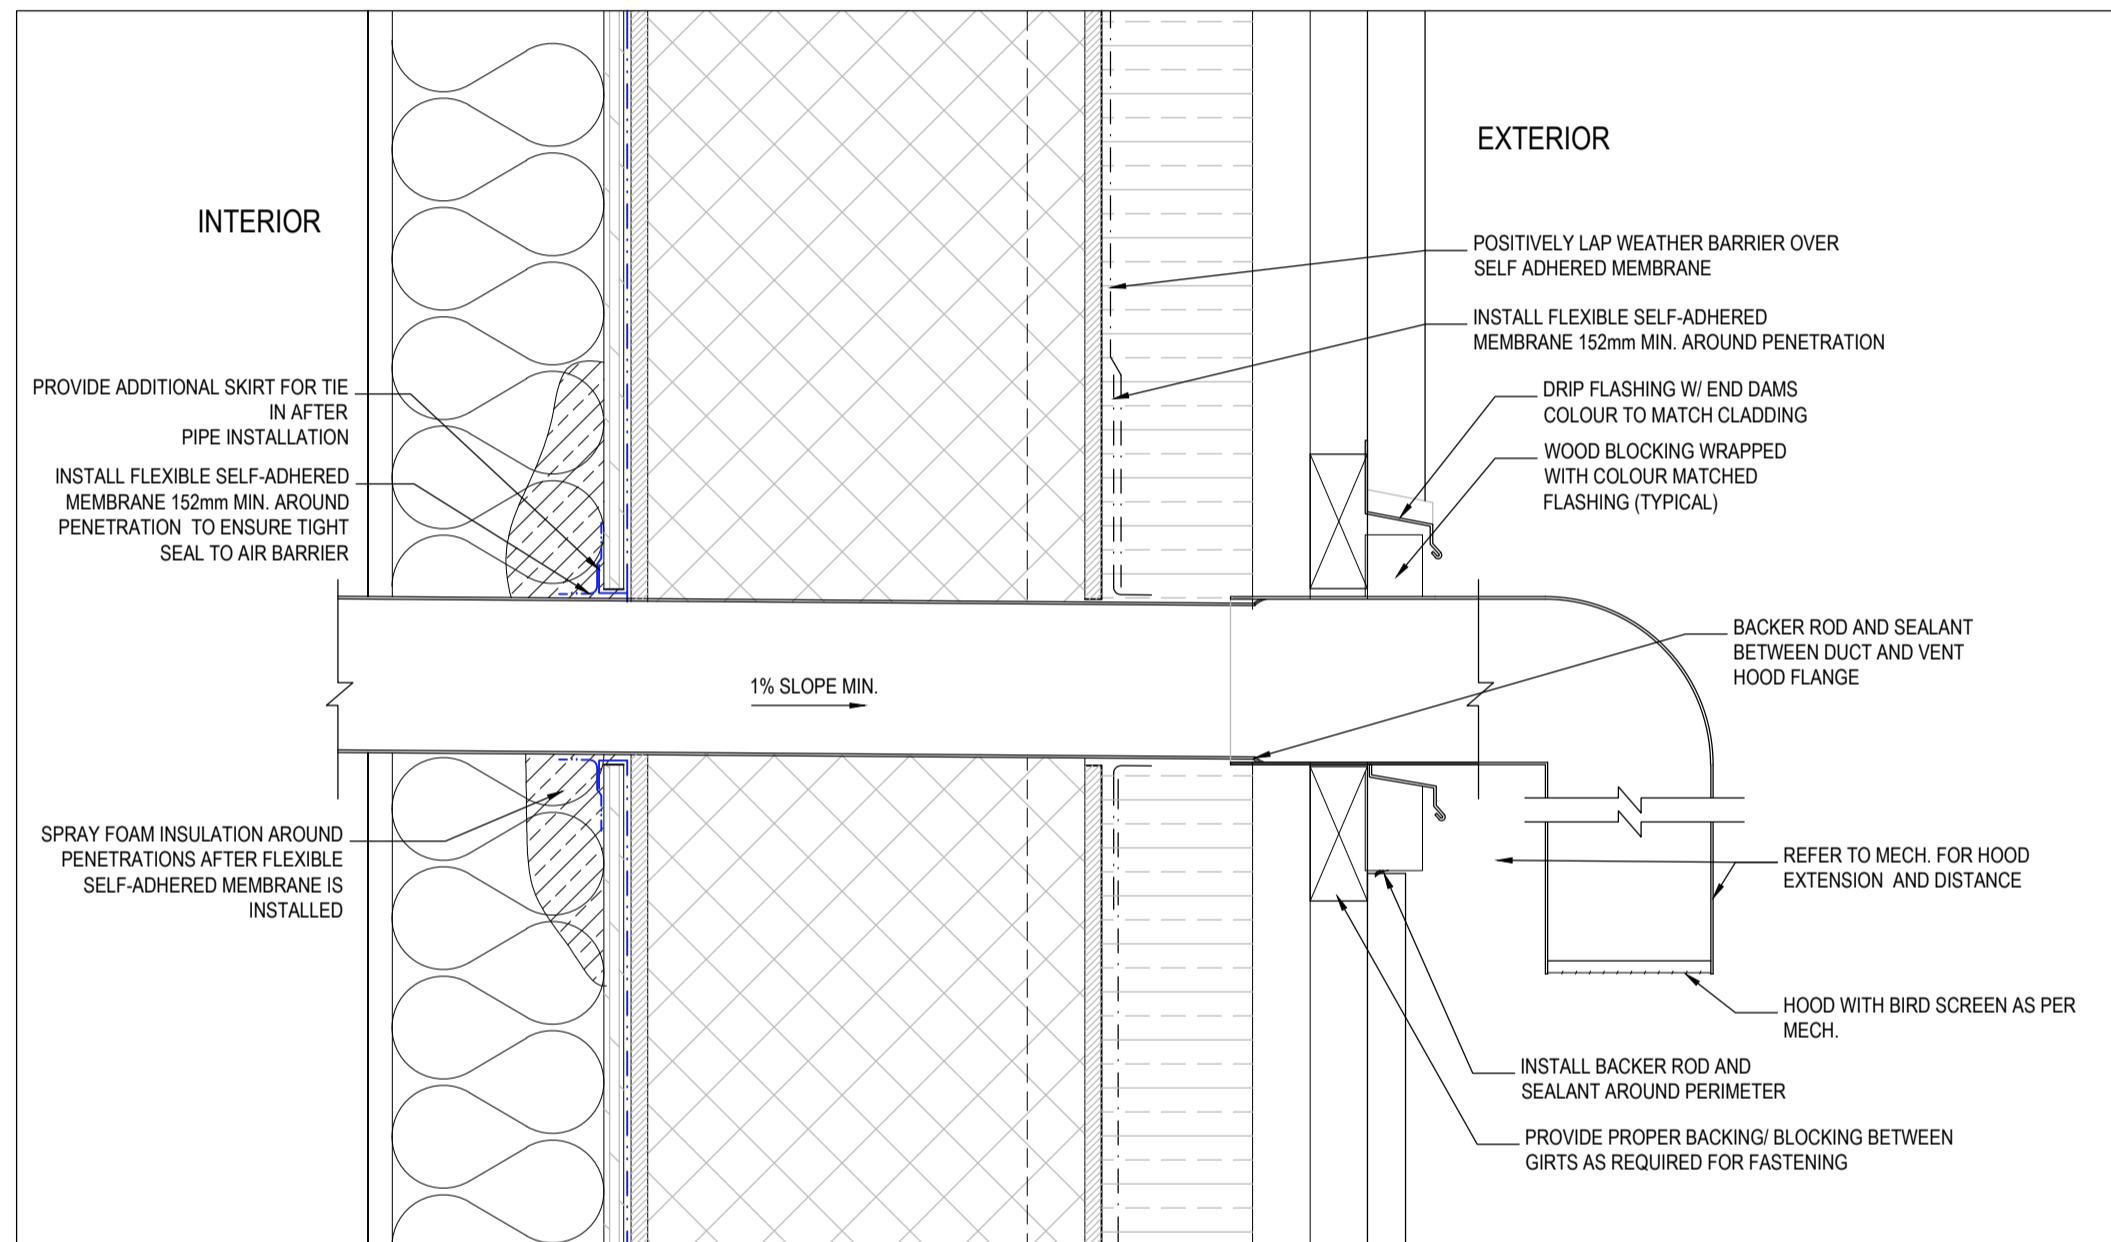 INTERIOR
PROVIDE ADDITIONAL SKIRT FOR TIE
IN AFTER
PIPE INSTALLATION
INSTALL FLEXIBLE SELF-ADHERED
MEMBRANE 152mm MIN. AROUND
PENETRATION TO ENSURE TIGHT
SEAL TO AIR BARRIER
SPRAY FOAM INSULATION AROUND
PENETRATIONS AFTER FLEXIBLE
SELF-ADHERED MEMBRANE IS
INSTALLED
1% SLOPE MIN.
EXTERIOR
POSITIVELY LAP WEATHER BARRIER OVER
SELF ADHERED MEMBRANE
INSTALL FLEXIBLE SELF-ADHERED
MEMBRANE 152mm MIN. AROUND PENETRATION
DRIP FLASHING W/ END DAMS
COLOUR TO MATCH CLADDING
WOOD BLOCKING WRAPPED
WITH COLOUR MATCHED
FLASHING (TYPICAL)
BACKER ROD AND SEALANT
BETWEEN DUCT AND VENT
HOOD FLANGE
REFER TO MECH. FOR HOOD
EXTENSION AND DISTANCE
HOOD WITH BIRD SCREEN AS PER
MECH.
INSTALL BACKER ROD AND
SEALANT AROUND PERIMETER
PROVIDE PROPER BACKING/ BLOCKING BETWEEN
GIRTS AS REQUIRED FOR FASTENING